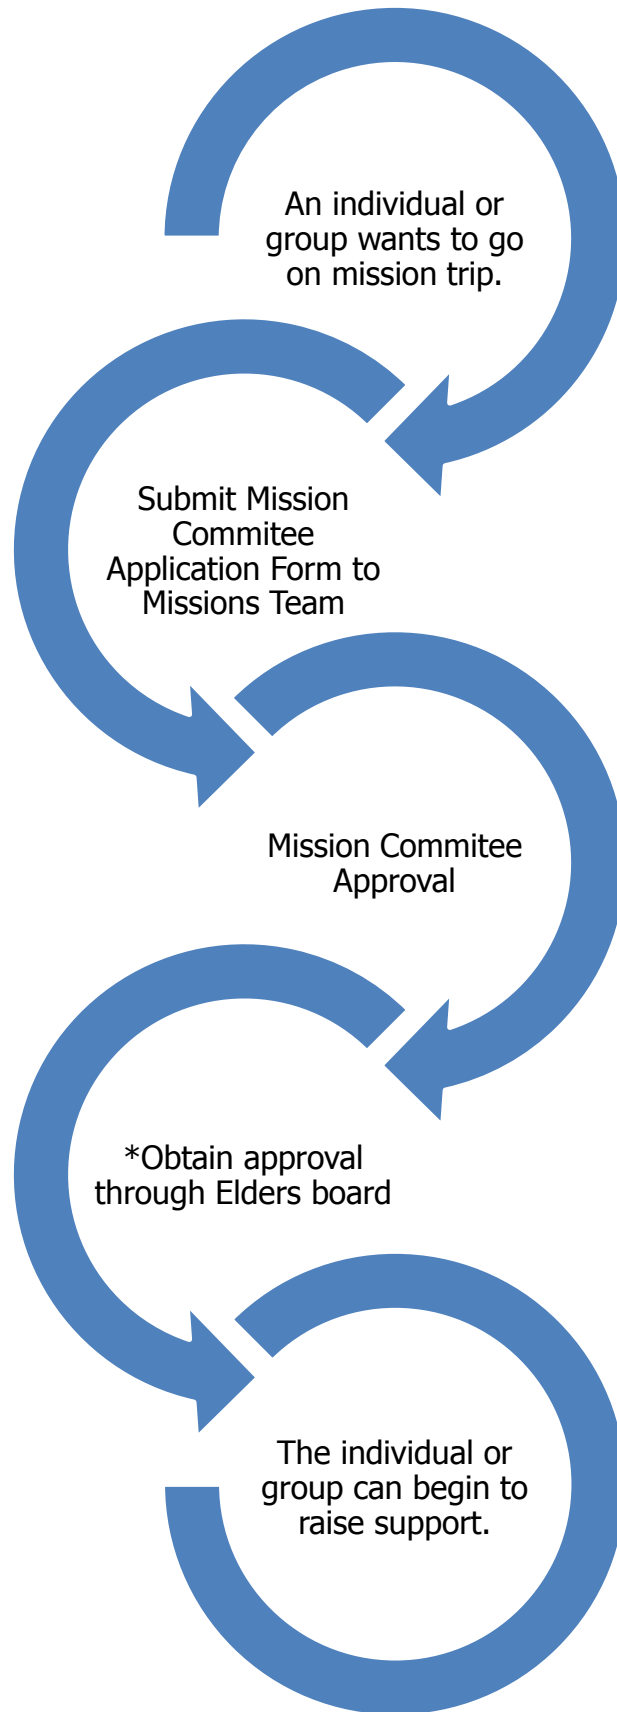 An individual or
group wants to go
on mission trip.
Submit Mission
Commitee
Application Form to
Missions Team
Mission Commitee
Approval
*Obtain approval
through Elders board
The individual or
group can begin to
raise support.